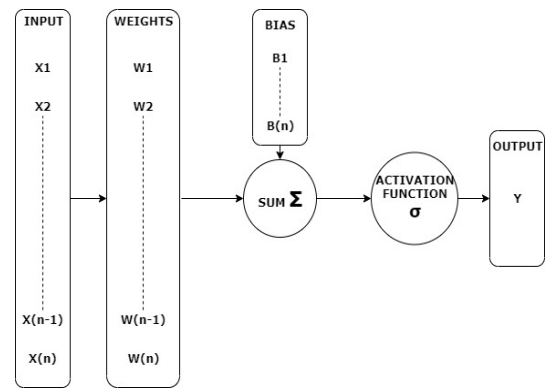 INPUT
X1
X2
X(n-1)
X(n)
WEIGHTS
W1
W2
W(n-1)
W(n)
BIAS
B1
B(n)
SUM Σ
ACTIVATION
FUNCTION
σ
OUTPUT
Y